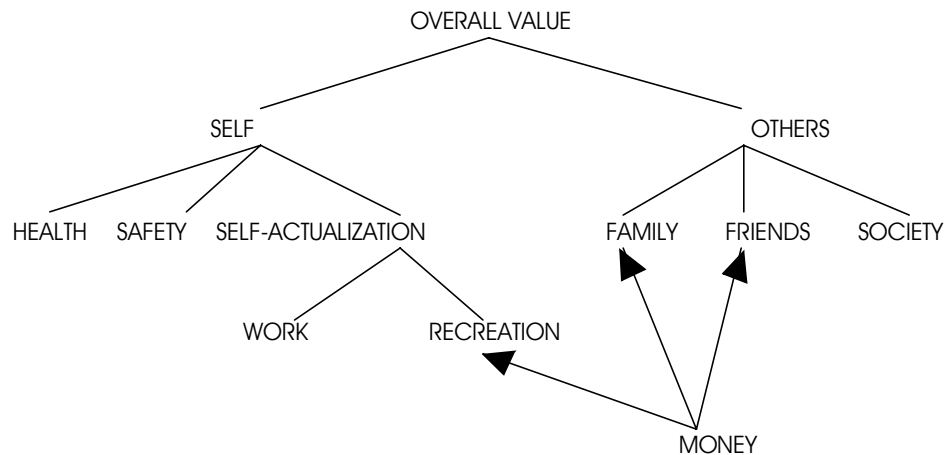 OVERALL VALUE
SELF
OTHERS
HEALTH
SAFETY
SELF-ACTUALIZATION
FAMILY
FRIENDS
SOCIETY
WORK
RECREATION
MONEY